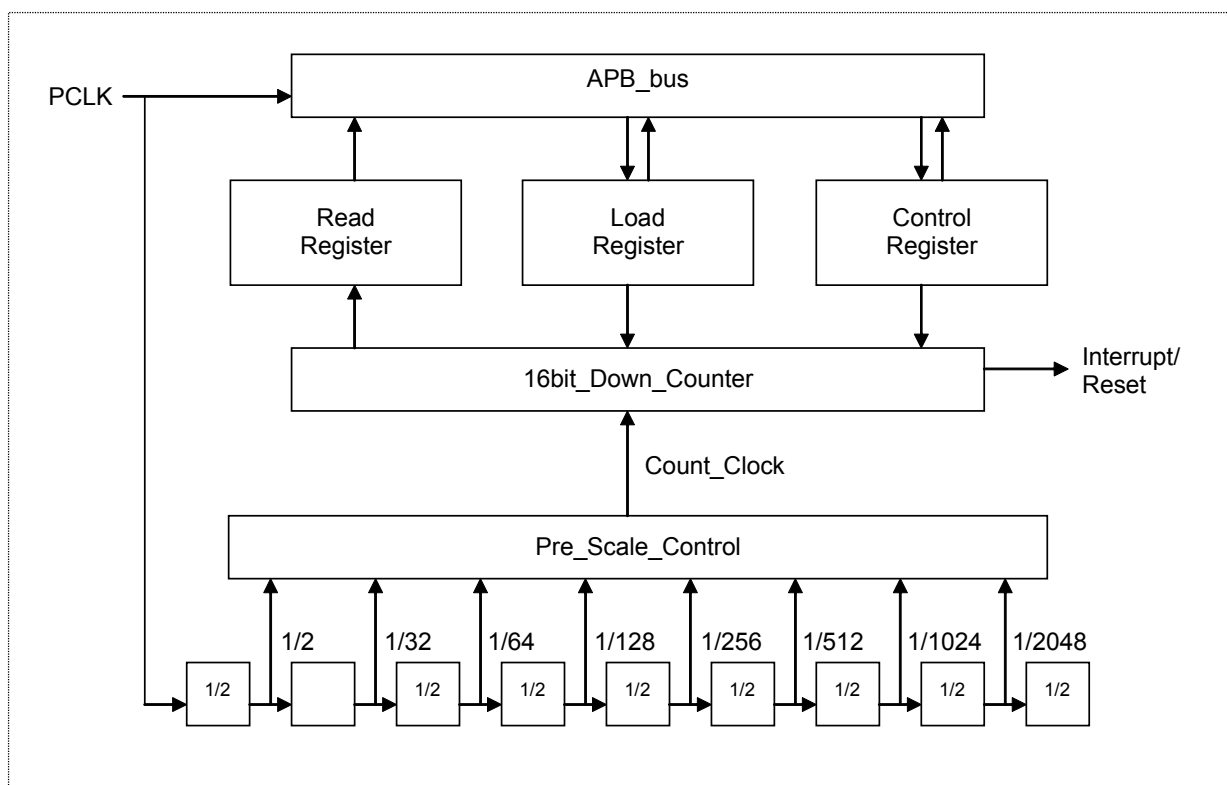 APB_bus
PCLK
Read
Register
Load
Register
Control
Register
16bit_Down_Counter
Interrupt/
Reset
Count_Clock
Pre_Scale_Control
1/2
1/32
1/64
1/128
1/256
1/512
1/1024
1/2048
1/2
1/2
1/2
1/2
1/2
1/2
1/2
1/2